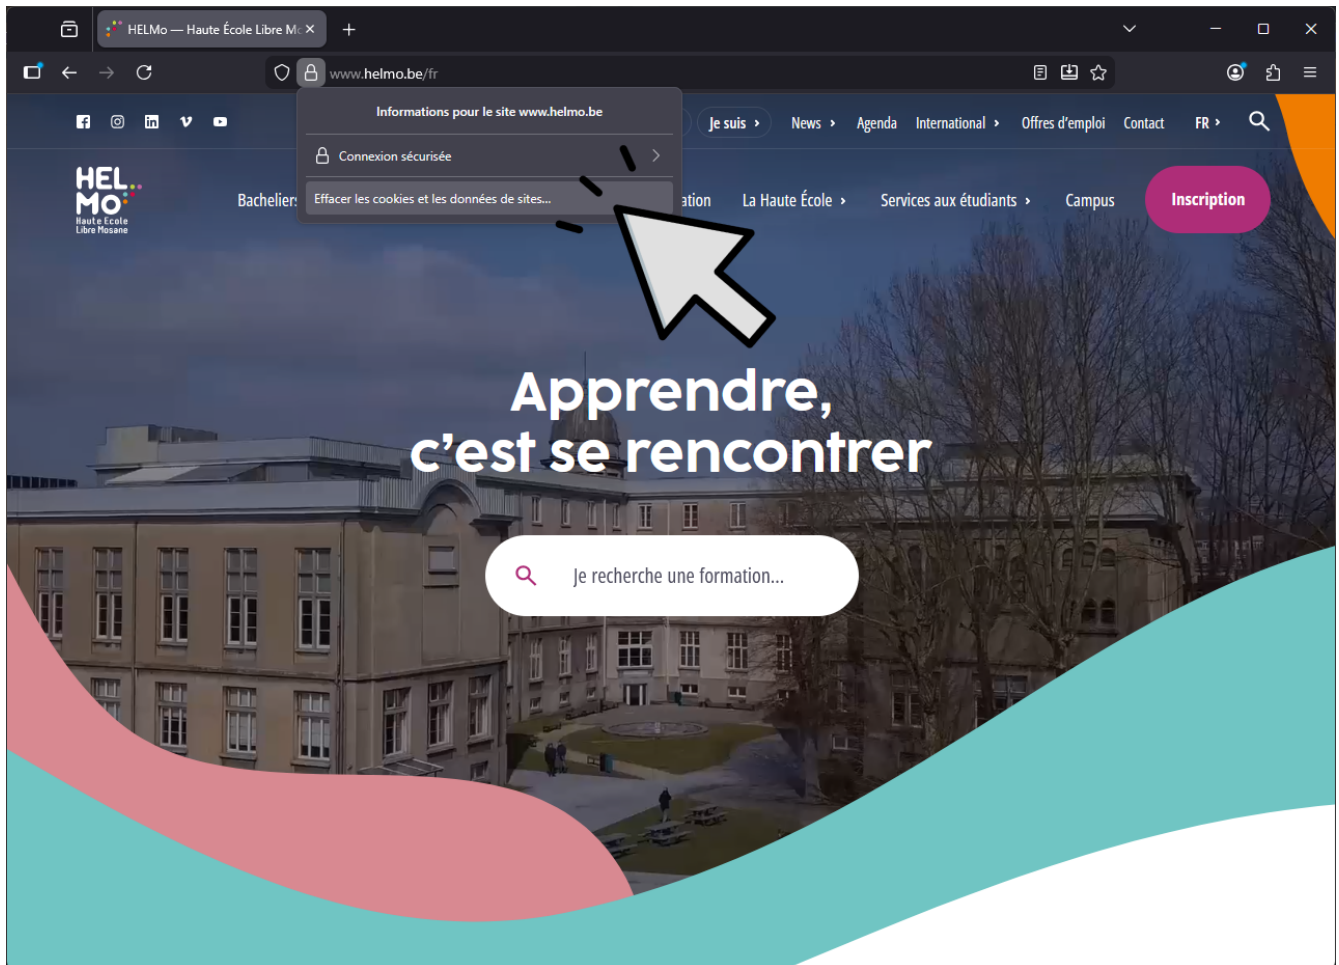 HELMo — Haute École Libre Mo
www.helmo.be/fr
Informations pour le site www.helmo.be
Connexion sécurisée
Effacer les cookies et les données de sites...
Je suis
News
Agenda
International
Offres d'emploi
Contact
FR
HEL
MO
Haute Ecole
Libre Mosane
Bacheliers
ation
La Haute École
Services aux étudiants
Campus
Inscription
Apprendre,
c'est se rencontrer
Je recherche une formation...